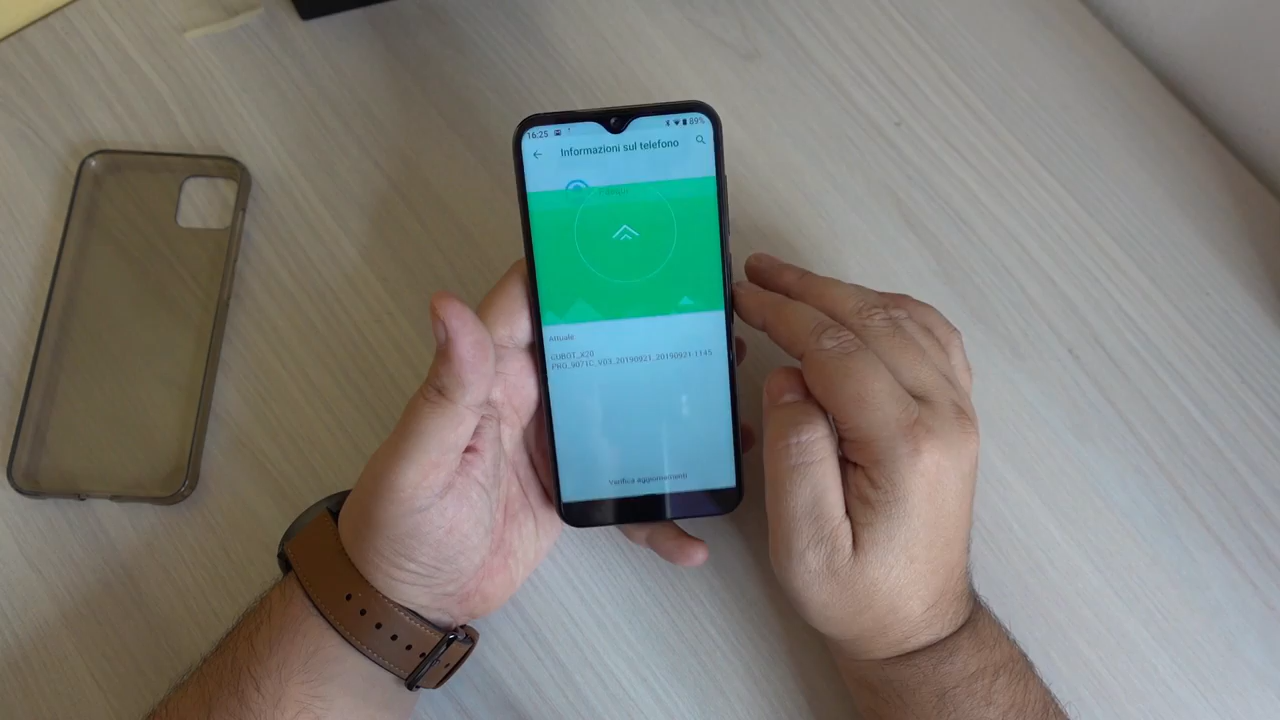 16:25
89%
Informazioni sul telefono
Attuale
CUBOT_X20
PRO_9071C_V03_20190921_20190921-1145
Verifica aggiornamenti